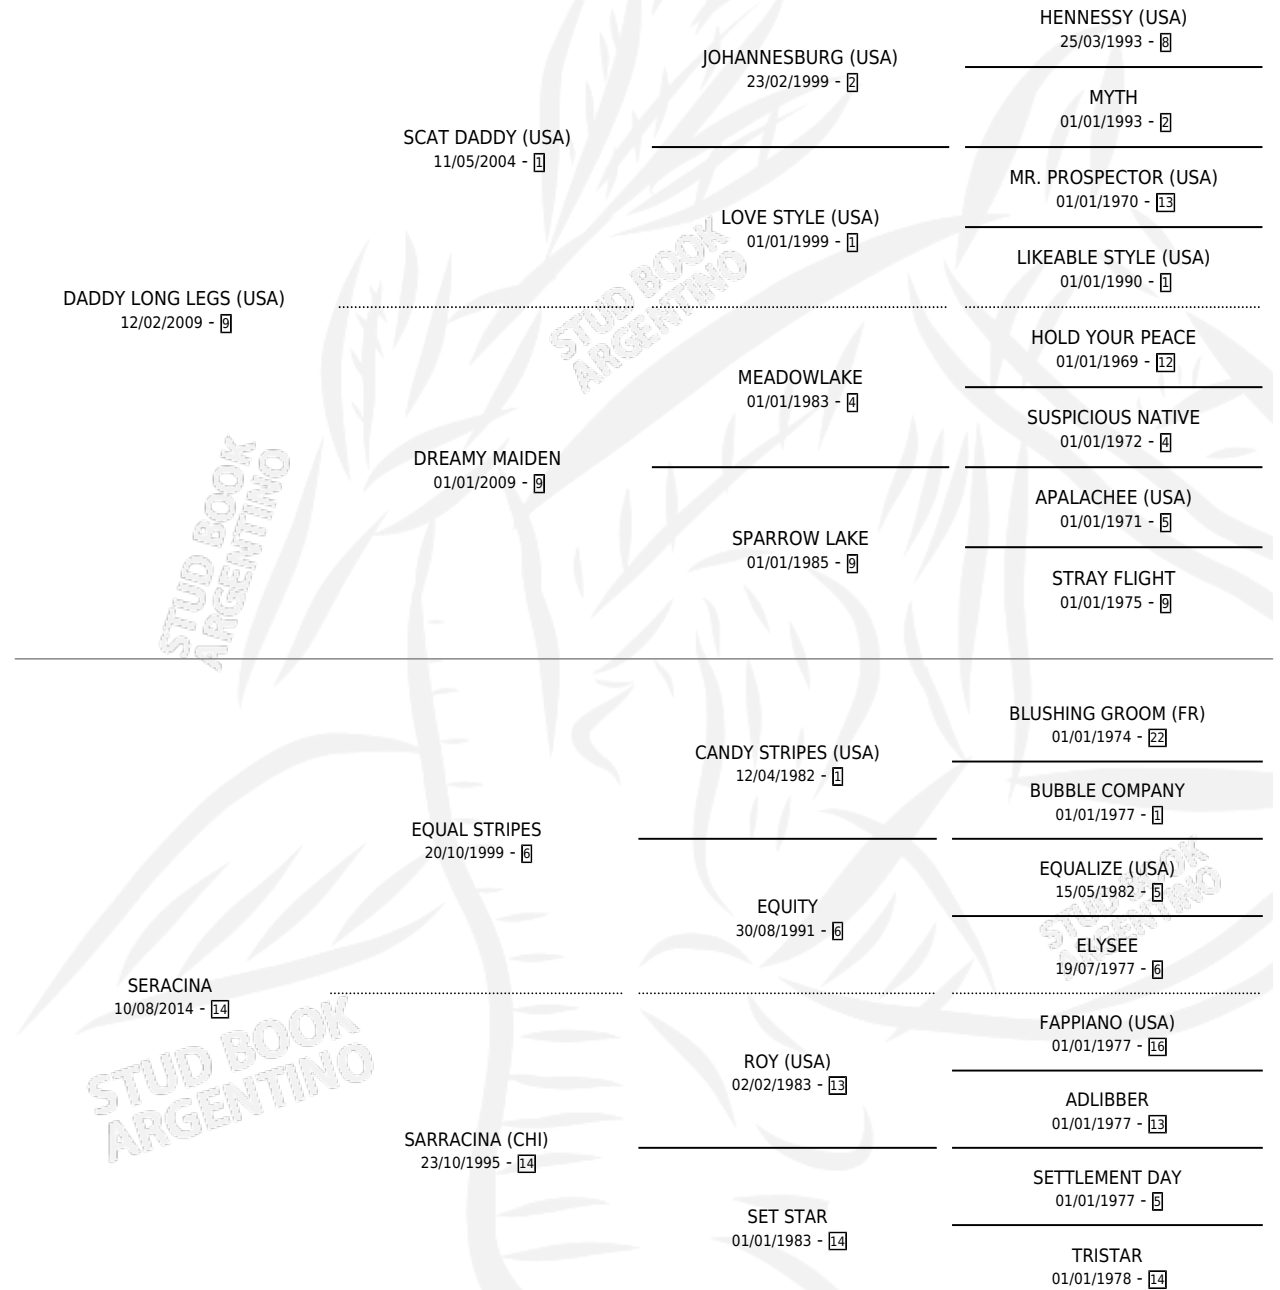 HENNESSY (USA)
25/03/1993 - 8
JOHANNESBURG (USA)
23/02/1999 - 2
MYTH
01/01/1993 - 2
SCAT DADDY (USA)
11/05/2004 - 1
MR. PROSPECTOR (USA)
01/01/1970 - 13
LOVE STYLE (USA)
01/01/1999 - 1
LIKEABLE STYLE (USA)
01/01/1990 - 1
DADDY LONG LEGS (USA)
12/02/2009 - 9
STUD BOOK
ARGENTINO
HOLD YOUR PEACE
01/01/1969 - 12
MEADOWLAKE
01/01/1983 - 4
SUSPICIOUS NATIVE
01/01/1972 - 4
DREAMY MAIDEN
01/01/2009 - 9
APALACHEE (USA)
01/01/1971 - 5
SPARROW LAKE
01/01/1985 - 9
STRAY FLIGHT
01/01/1975 - 9
STUD BOOK
ARGENTINO
BLUSHING GROOM (FR)
01/01/1974 - 22
CANDY STRIPES (USA)
12/04/1982 - 1
BUBBLE COMPANY
01/01/1977 - 1
EQUAL STRIPES
20/10/1999 - 6
EQUALIZE (USA)
15/05/1982 - 5
EQUITY
30/08/1991 - 6
ELYSEE
19/07/1977 - 6
STUD BOOK
ARGENTINO
SERACINA
10/08/2014 - 14
FAPPIANO (USA)
01/01/1977 - 16
ROY (USA)
02/02/1983 - 13
ADLIBBER
01/01/1977 - 13
STUD BOOK
ARGENTINO
SARRACINA (CHI)
23/10/1995 - 14
SETTLEMENT DAY
01/01/1977 - 5
SET STAR
01/01/1983 - 14
TRISTAR
01/01/1978 - 14